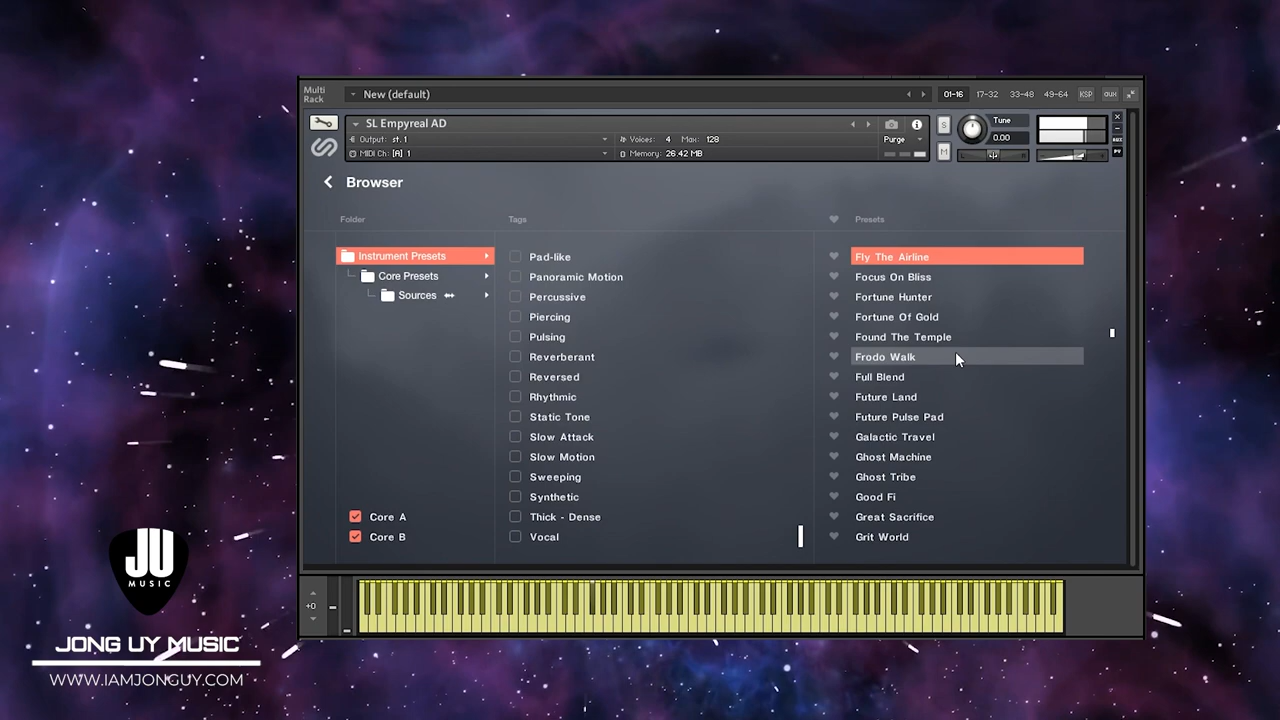 Multi
Rack
New (default)
01-16
17-32
33-48
49-64
KSP
aux
SL Empyreal AD
Output: st.1
Voices: 4 Max: 128
Purge
MIDI Ch: [A] 1
Memory: 26.42 MB
S
M
Tune
0.00
Browser
Folder
Tags
Presets
Instrument Presets
Core Presets
Sources
Core A
Core B
Pad-like
Panoramic Motion
Percussive
Piercing
Pulsing
Reverberant
Reversed
Rhythmic
Static Tone
Slow Attack
Slow Motion
Sweeping
Synthetic
Thick - Dense
Vocal
Fly The Airline
Focus On Bliss
Fortune Hunter
Fortune Of Gold
Found The Temple
Frodo Walk
Full Blend
Future Land
Future Pulse Pad
Galactic Travel
Ghost Machine
Ghost Tribe
Good Fi
Great Sacrifice
Grit World
+0
JU
MUSIC
JONG UY MUSIC
WWW.IAMJONGUY.COM